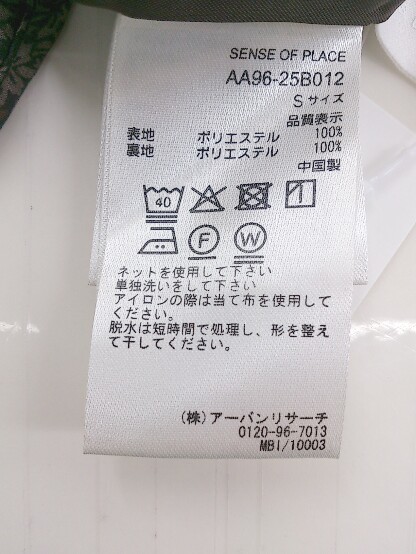 SENSE OF PLACE
AA96-25B012
S サイズ
品質表示
表地 ポリエステル 100%
裏地 ポリエステル 100%
中国製
40
F W
ネットを使用して下さい
単独洗いをして下さい
アイロンの際は当て布を使用して
ください。
脱水は短時間で処理し、形を整え
て干してください。
(株)アーバンリサーチ
0120-96-7013
MBI/10003